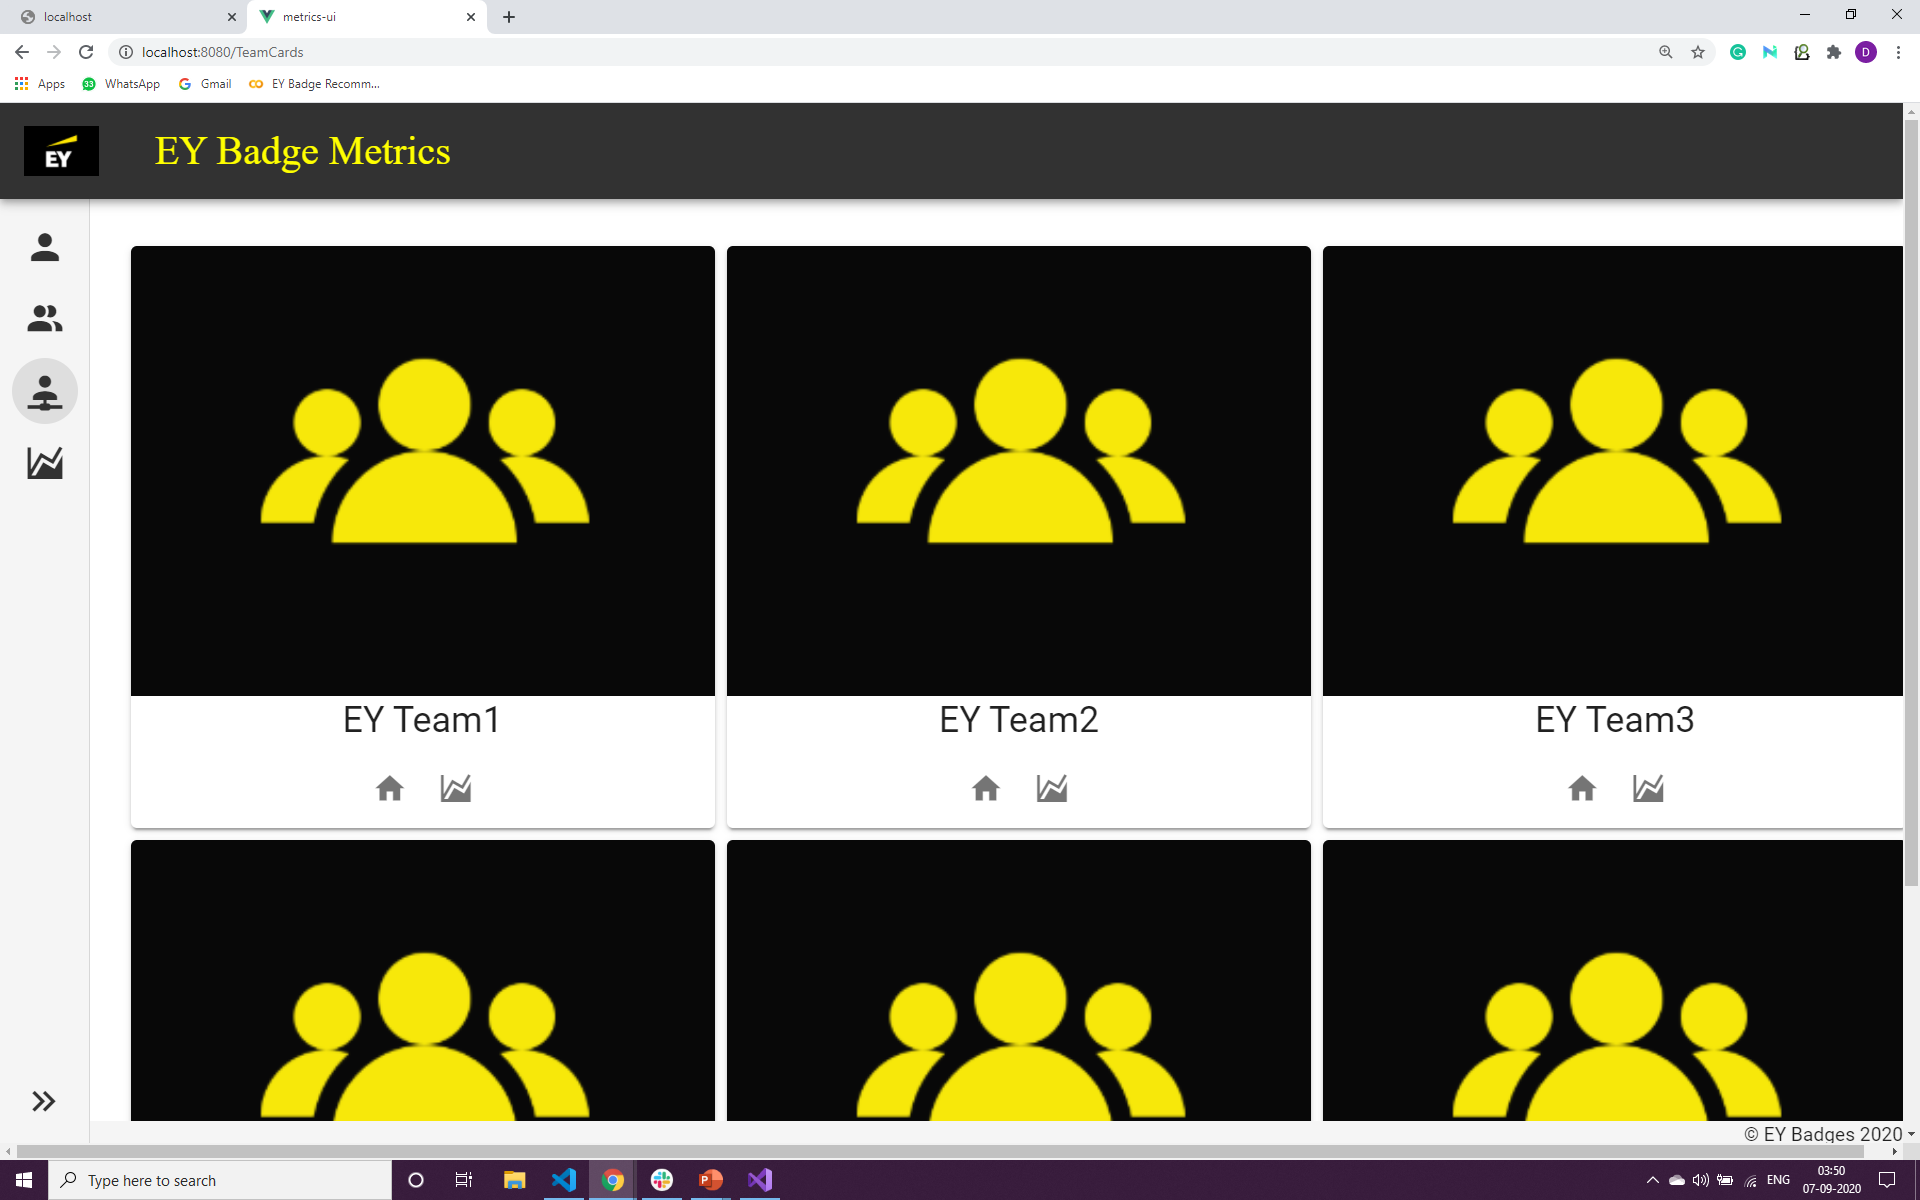 localhost
metrics-ui
localhost:8080/TeamCards
D
Apps
33
WhatsApp
G
Gmail
EY Badge Recomm...
EY
EY Badge Metrics
EY Team1
EY Team2
EY Team3
© EY Badges 2020
Type here to search
ENG
03:50
07-09-2020